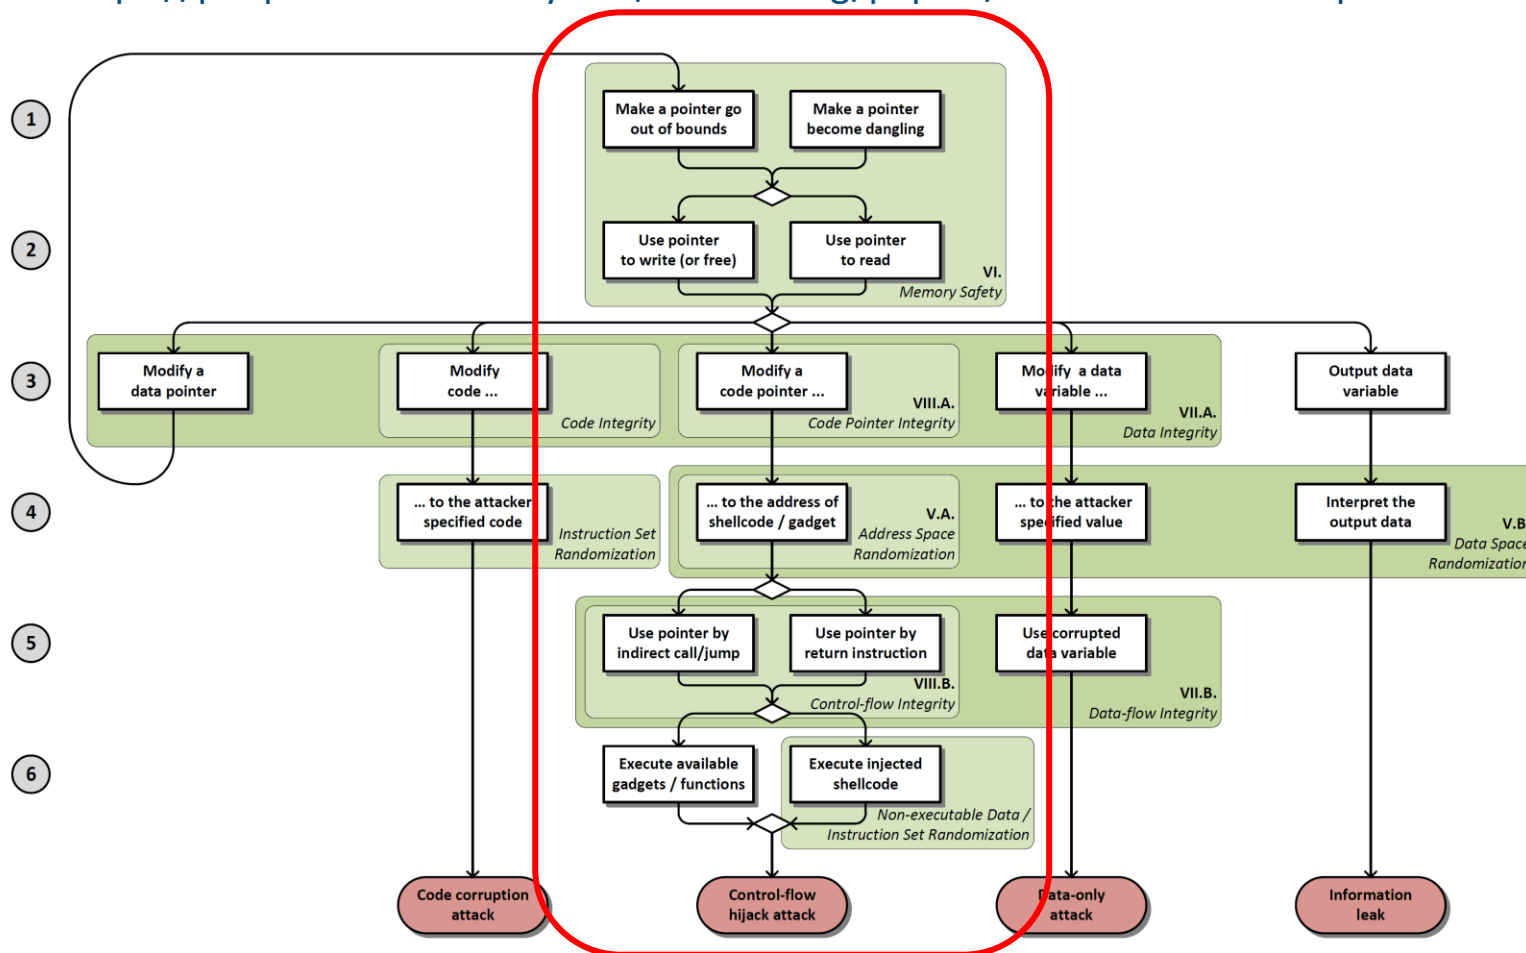 1
Make a pointer go
out of bounds
Make a pointer
become dangling
2
Use pointer
to write (or free)
Use pointer
to read
VI.
Memory Safety
3
Modify a
data pointer
Modify
code ...
Code Integrity
Modify a
code pointer ...
VIII.A.
Code Pointer Integrity
Modify a data
variable ...
VII.A.
Data Integrity
Output data
variable
4
... to the attacker
specified code
Instruction Set
Randomization
... to the address of
shellcode / gadget
V.A.
Address Space
Randomization
... to the attacker
specified value
Interpret the
output data
V.B
Data Space
Randomization
5
Use pointer by
indirect call/jump
Use pointer by
return instruction
VIII.B.
Control-flow Integrity
Use corrupted
data variable
VII.B.
Data-flow Integrity
6
Execute available
gadgets / functions
Execute injected
shellcode
Non-executable Data /
Instruction Set Randomization
Code corruption
attack
Control-flow
hijack attack
Data-only
attack
Information
leak